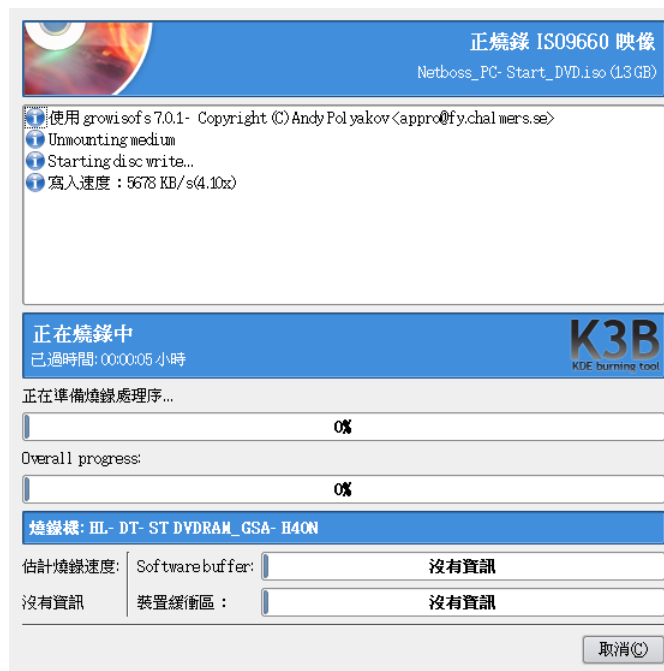 正燒錄 ISO9660 映像
Netboss_PC-Start_DVD.iso (1.3 GB)
使用 growisofs 7.0.1- Copyright (C) Andy Polyakov <appro@fy.chalmers.se>
Unmounting medium
Starting disc write...
寫入速度：5678 KB/s(4.10x)
正在燒錄中
已過時間: 00:00:05 小時
K3B
KDE burning tool
正在準備燒錄處理序...
0%
Overall progress:
0%
燒錄機: HL-DT-ST DVDRAM_GSA-H40N
估計燒錄速度: Software buffer: 沒有資訊
沒有資訊 裝置緩衝區： 沒有資訊
取消(C)